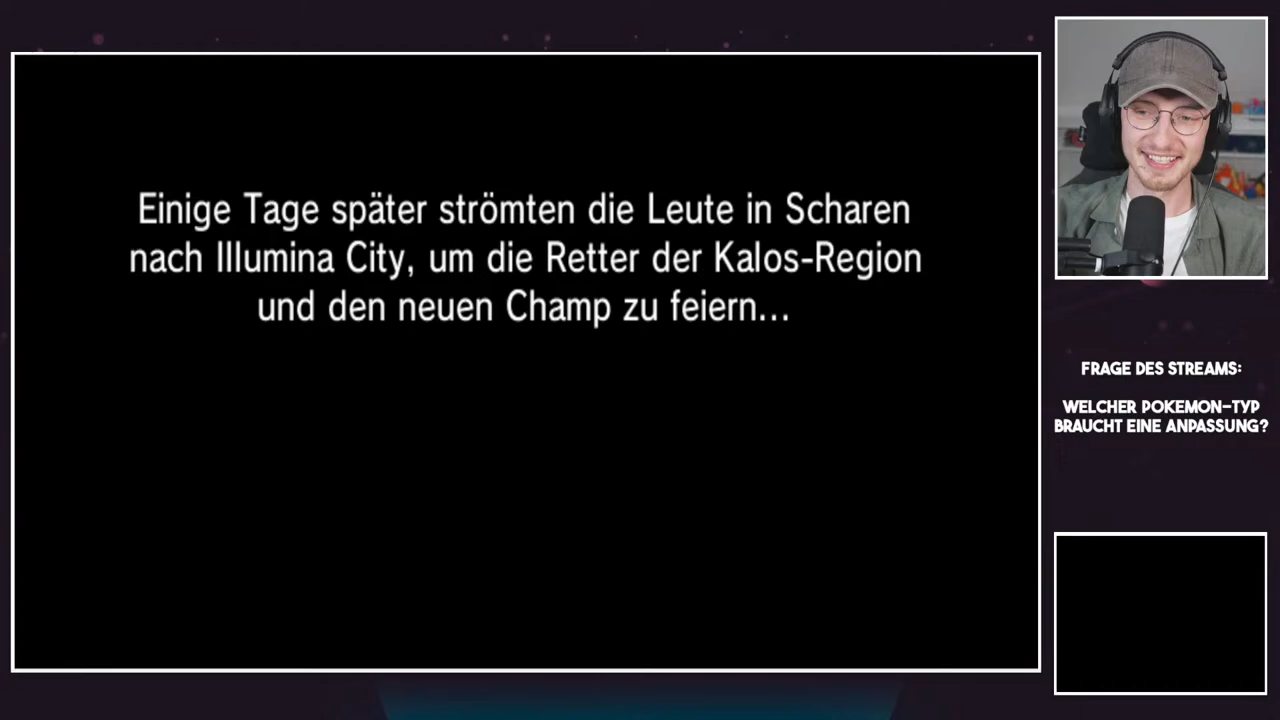 Einige Tage später strömten die Leute in Scharen
nach Illumina City, um die Retter der Kalos-Region
und den neuen Champ zu feiern...
FRAGE DES STREAMS:
WELCHER POKEMON-TYP
BRAUCHT EINE ANPASSUNG?